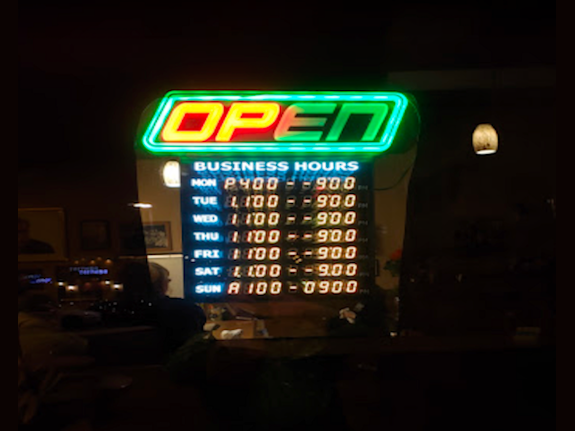 OPEN
BUSINESS HOURS
MON P400--900
TUE 1100--900
WED 1100--900
THU 1100--900
FRI 1100--900
SAT 1100--900
SUN A100-0900